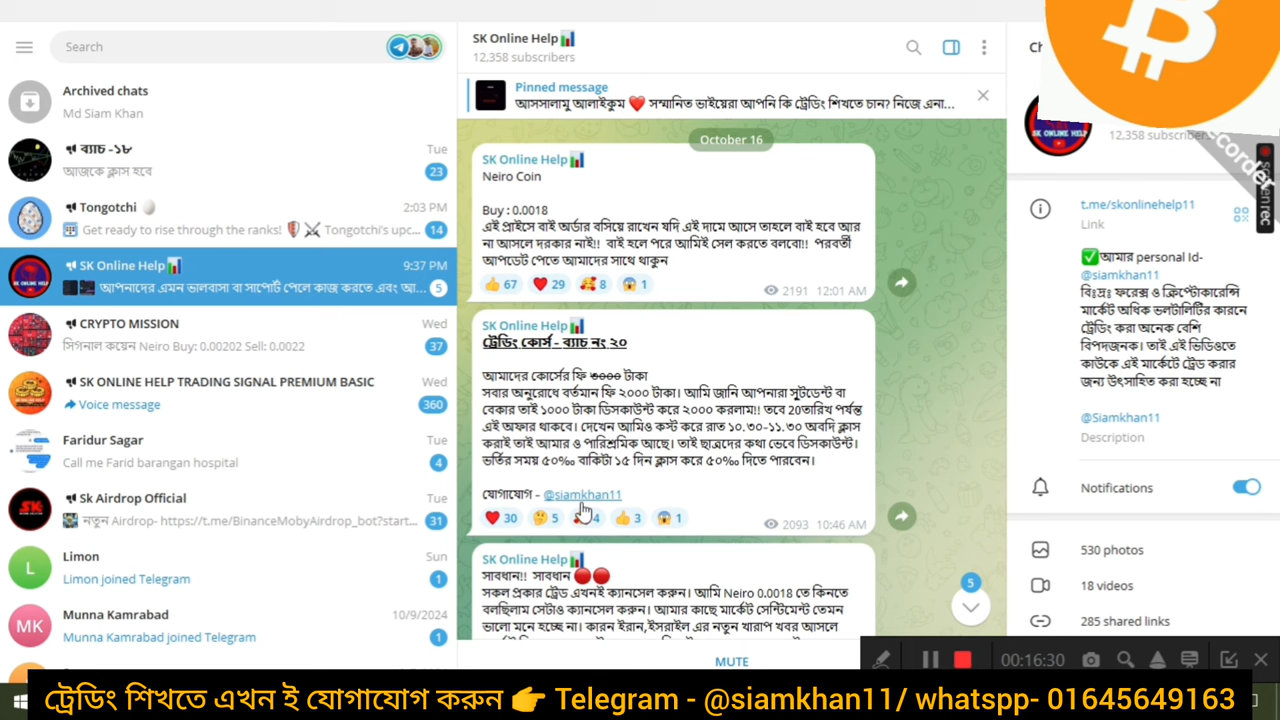 Search
Archived chats
Md Siam Khan
ব্যাচ -১৮
Tue
আজকে ক্লাস হবে
23
Tongotchi
2:03 PM
Get ready to rise through the ranks! Tongotchi's upc...
14
SK Online Help
9:37 PM
আপনাদের এমন ভালবাসা বা সাপোর্ট পেলে কাজ করতে এবং আ...
5
CRYPTO MISSION
Wed
সিগনাল কয়েন Neiro Buy: 0.00202 Sell: 0.0022
37
SK ONLINE HELP TRADING SIGNAL PREMIUM BASIC
Wed
Voice message
360
Faridur Sagar
Tue
Call me Farid barangan hospital
4
Sk Airdrop Official
Tue
নতুন Airdrop- https://t.me/BinanceMobyAirdrop_bot?start...
31
L
Limon
Sun
Limon joined Telegram
1
MK
Munna Kamrabad
10/9/2024
Munna Kamrabad joined Telegram
1
SK Online Help
12,358 subscribers
Pinned message
আসসালামু আলাইকুম ❤️ সম্মানিত ভাইয়েরা আপনি কি ট্রেডিং শিখতে চান? নিজে এনা...
October 16
SK Online Help
Neiro Coin
Buy : 0.0018
এই প্রাইসে বাই অর্ডার বসিয়ে রাখেন যদি এই দামে আসে তাহলে বাই হবে আর
না আসলে দরকার নাই!! বাই হলে পরে আমিই সেল করতে বলবো!! পরবর্তী
আপডেট পেতে আমাদের সাথে থাকুন
67 29 8 1
2191 12:01 AM
SK Online Help
ট্রেডিং কোর্স - ব্যাচ নং ২০
আমাদের কোর্সের ফি ৩০০০ টাকা
সবার অনুরোধে বর্তমান ফি ২০০০ টাকা। আমি জানি আপনারা সুটডেন্ট বা
বেকার তাই ১০০০ টাকা ডিসকাউন্ট করে ২০০০ করলাম!! তবে 20তারিখ পর্যন্ত
এই অফার থাকবে। দেখেন আমিও কস্ট করে রাত ১০.৩০-১১.৩০ অবদি ক্লাস
করাই তাই আমার ও পারিশ্রমিক আছে। তাই ছাত্রদের কথা ভেবে ডিসকাউন্ট।
ভর্তির সময় ৫০‰ বাকিটা ১৫ দিন ক্লাস করে ৫০‰ দিতে পারবেন।
যোগাযোগ - @siamkhan11
30 5 4 3 1
2093 10:46 AM
SK Online Help
সাবধান!! সাবধান
সকল প্রকার ট্রেড এখনই ক্যানসেল করুন। আমি Neiro 0.0018 তে কিনতে
বলছিলাম সেটাও ক্যানসেল করুন। আমার কাছে মার্কেট সেন্টিমেন্ট তেমন
ভালো মনে হচ্ছে না। কারন ইরান,ইসরাইল এর নতুন খারাপ খবর আসলে
5
MUTE
12,358 subscribers
SK ONLINE HELP
t.me/skonlinehelp11
Link
✅আমার personal Id-
@siamkhan11
বিঃদ্রঃ ফরেক্স ও ক্রিপ্টোকারেন্সি
মার্কেট অধিক ভলটালিটির কারনে
ট্রেডিং করা অনেক বেশি
বিপদজনক। তাই এই ভিডিওতে
কাউকে এই মার্কেটে ট্রেড করার
জন্য উৎসাহিত করা হচ্ছে না
@Siamkhan11
Description
Notifications
530 photos
18 videos
285 shared links
screenrec
00:16:30
ট্রেডিং শিখতে এখন ই যোগাযোগ করুন 👉 Telegram - @siamkhan11/ whatspp- 01645649163